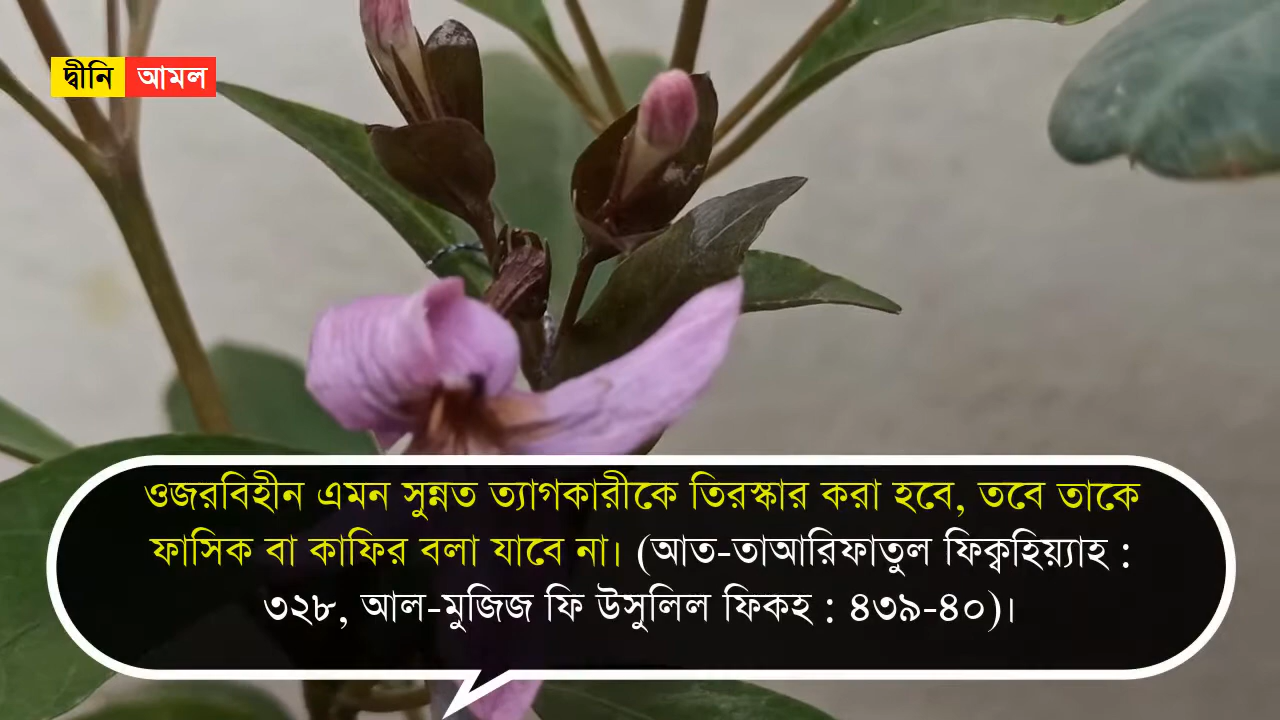 দ্বীনি আমল
ওজরবিহীন এমন সুন্নত ত্যাগকারীকে তিরস্কার করা হবে, তবে তাকে
ফাসিক বা কাফির বলা যাবে না। (আত-তাআরিফাতুল ফিক্বহিয়্যাহ :
৩২৮, আল-মুজিজ ফি উসুলিল ফিকহ : ৪৩৯-৪০)।